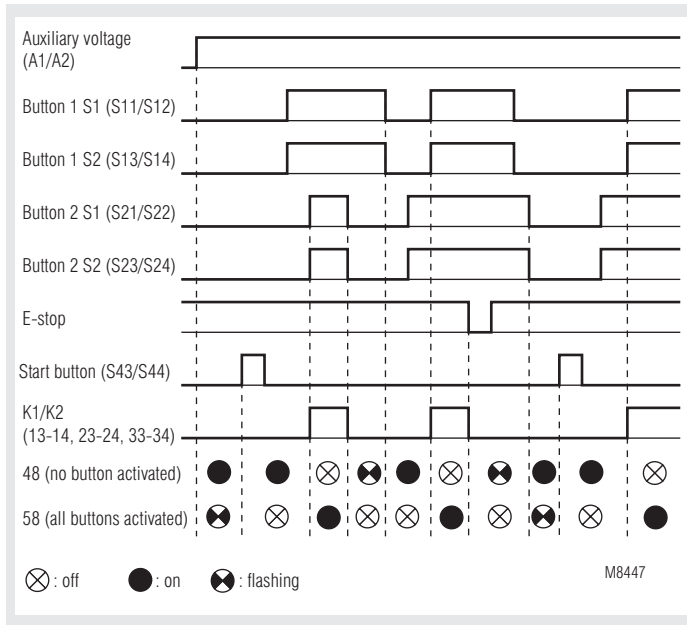 Auxiliary voltage
(A1/A2)
Button 1 S1 (S11/S12)
Button 1 S2 (S13/S14)
Button 2 S1 (S21/S22)
Button 2 S2 (S23/S24)
E-stop
Start button (S43/S44)
K1/K2
(13-14, 23-24, 33-34)
48 (no button activated)
58 (all buttons activated)
: off : on : flashing
M8447